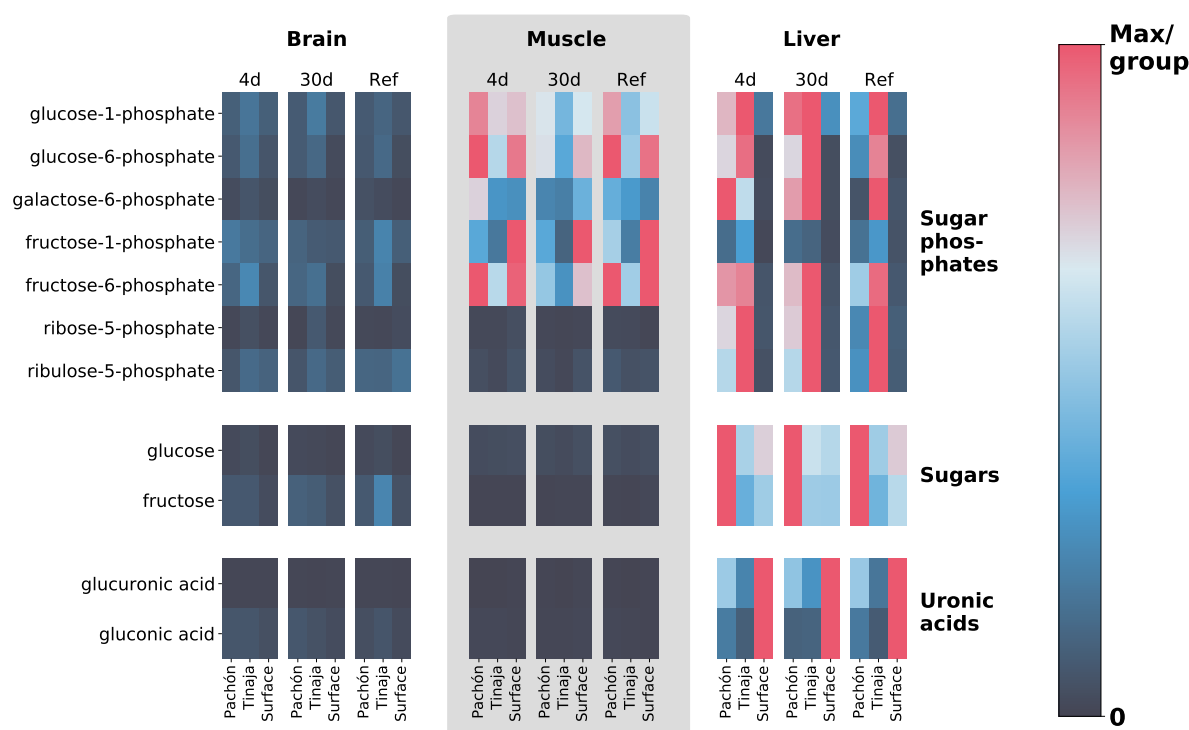 Brain
Muscle
Liver
Max/
group
4d 30d Ref
4d 30d Ref
4d 30d Ref
glucose-1-phosphate
glucose-6-phosphate
galactose-6-phosphate
fructose-1-phosphate
fructose-6-phosphate
ribose-5-phosphate
ribulose-5-phosphate
Sugar
phos-
phates
glucose
fructose
Sugars
glucuronic acid
gluconic acid
Uronic
acids
Pachón
Tinaja
Surface
Pachón
Tinaja
Surface
Pachón
Tinaja
Surface
Pachón
Tinaja
Surface
Pachón
Tinaja
Surface
Pachón
Tinaja
Surface
Pachón
Tinaja
Surface
Pachón
Tinaja
Surface
Pachón
Tinaja
Surface
0